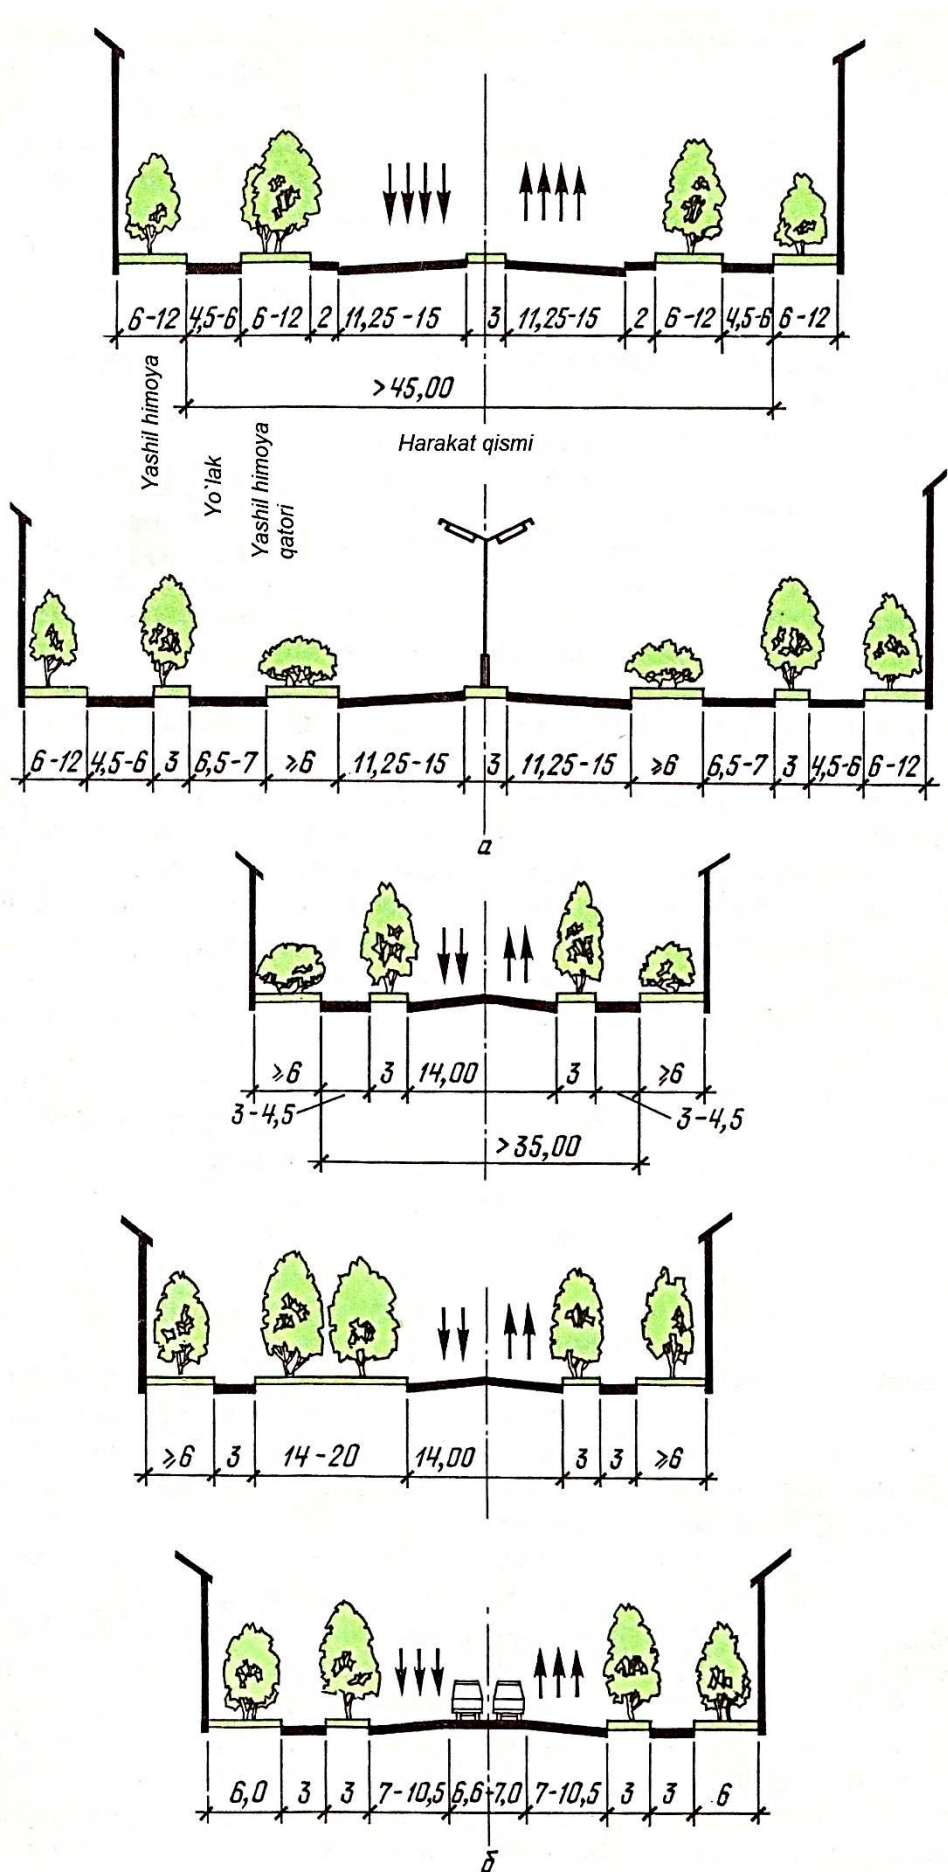 6-12 4,5-6 6-12 2 11,25-15 3 11,25-15 2 6-12 4,5-6 6-12
>45,00
Yashil himoya
Yo`lak
Yashil himoya
qatori
Harakat qismi
6-12 4,5-6 3 6,5-7 ⩾6 11,25-15 3 11,25-15 ⩾6 6,5-7 3 4,5-6 6-12
а
⩾6 3 14,00 3 ⩾6
3-4,5 3-4,5
>35,00
⩾6 3 14-20 14,00 3 3 ⩾6
6,0 3 3 7-10,5 6,6-7,0 7-10,5 3 3 6
б